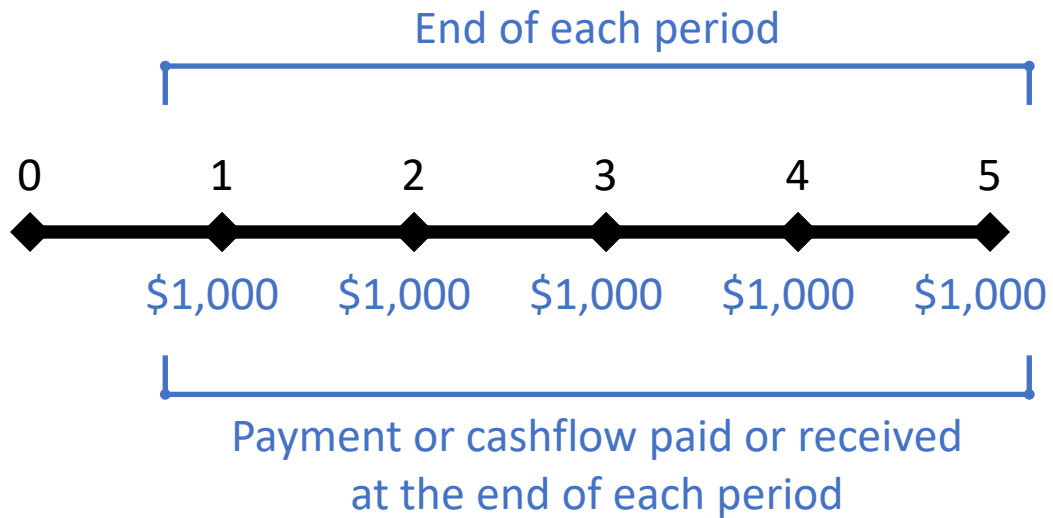 End of each period
0 1 2 3 4 5
$1,000 $1,000 $1,000 $1,000 $1,000
Payment or cashflow paid or received
at the end of each period